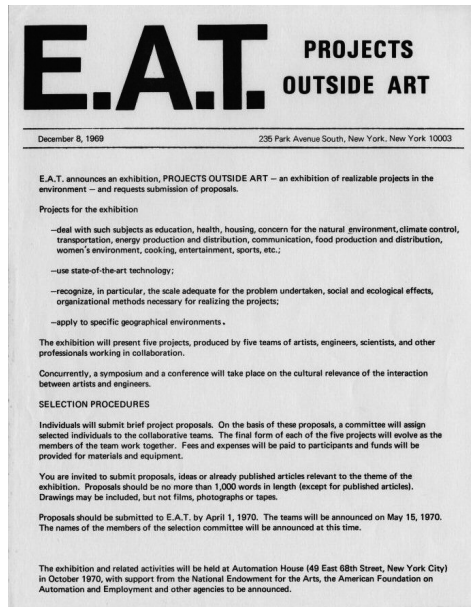 E.A.T. PROJECTS
OUTSIDE ART
December 8, 1969 235 Park Avenue South, New York, New York 10003
E.A.T. announces an exhibition, PROJECTS OUTSIDE ART — an exhibition of realizable projects in the
environment — and requests submission of proposals.
Projects for the exhibition
—deal with such subjects as education, health, housing, concern for the natural environment, climate control,
transportation, energy production and distribution, communication, food production and distribution,
women's environment, cooking, entertainment, sports, etc.;
—use state-of-the-art technology;
—recognize, in particular, the scale adequate for the problem undertaken, social and ecological effects,
organizational methods necessary for realizing the projects;
—apply to specific geographical environments.
The exhibition will present five projects, produced by five teams of artists, engineers, scientists, and other
professionals working in collaboration.
Concurrently, a symposium and a conference will take place on the cultural relevance of the interaction
between artists and engineers.
SELECTION PROCEDURES
Individuals will submit brief project proposals. On the basis of these proposals, a committee will assign
selected individuals to the collaborative teams. The final form of each of the five projects will evolve as the
members of the team work together. Fees and expenses will be paid to participants and funds will be
provided for materials and equipment.
You are invited to submit proposals, ideas or already published articles relevant to the theme of the
exhibition. Proposals should be no more than 1,000 words in length (except for published articles).
Drawings may be included, but not films, photographs or tapes.
Proposals should be submitted to E.A.T. by April 1, 1970. The teams will be announced on May 15, 1970.
The names of the members of the selection committee will be announced at this time.
The exhibition and related activities will be held at Automation House (49 East 68th Street, New York City)
in October 1970, with support from the National Endowment for the Arts, the American Foundation on
Automation and Employment and other agencies to be announced.